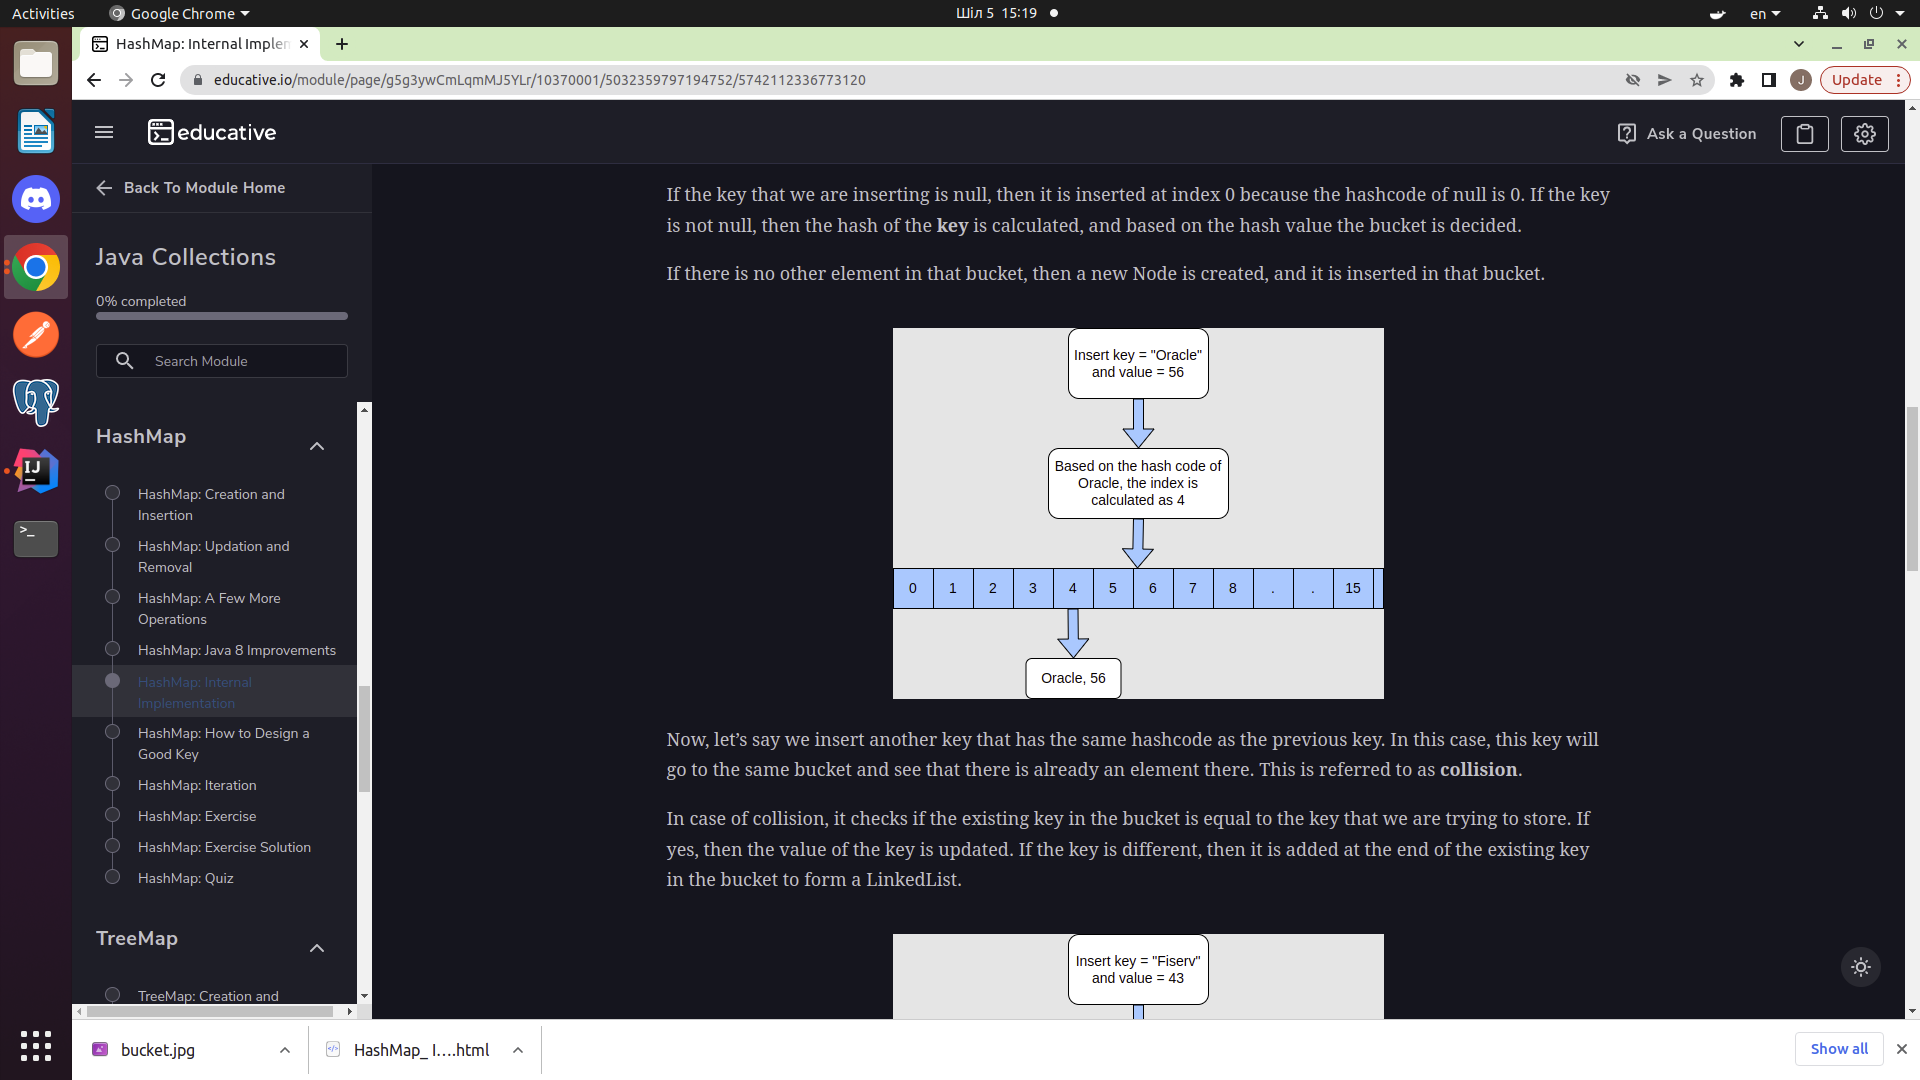 Activities
Google Chrome
Шіл 5 15:19
en
HashMap: Internal Implen
educative.io/module/page/g5g3ywCmLqmMJ5YLr/10370001/5032359797194752/5742112336773120
J
Update
educative
Ask a Question
Back To Module Home
Java Collections
0% completed
Search Module
HashMap
HashMap: Creation and
Insertion
HashMap: Updation and
Removal
HashMap: A Few More
Operations
HashMap: Java 8 Improvements
HashMap: Internal
Implementation
HashMap: How to Design a
Good Key
HashMap: Iteration
HashMap: Exercise
HashMap: Exercise Solution
HashMap: Quiz
TreeMap
TreeMap: Creation and
If the key that we are inserting is null, then it is inserted at index 0 because the hashcode of null is 0. If the key
is not null, then the hash of the key is calculated, and based on the hash value the bucket is decided.
If there is no other element in that bucket, then a new Node is created, and it is inserted in that bucket.
Insert key = "Oracle"
and value = 56
Based on the hash code of
Oracle, the index is
calculated as 4
0 1 2 3 4 5 6 7 8 . . 15
Oracle, 56
Now, let’s say we insert another key that has the same hashcode as the previous key. In this case, this key will
go to the same bucket and see that there is already an element there. This is referred to as collision.
In case of collision, it checks if the existing key in the bucket is equal to the key that we are trying to store. If
yes, then the value of the key is updated. If the key is different, then it is added at the end of the existing key
in the bucket to form a LinkedList.
Insert key = "Fiserv"
and value = 43
IJ
>_
bucket.jpg
HashMap_ I....html
Show all